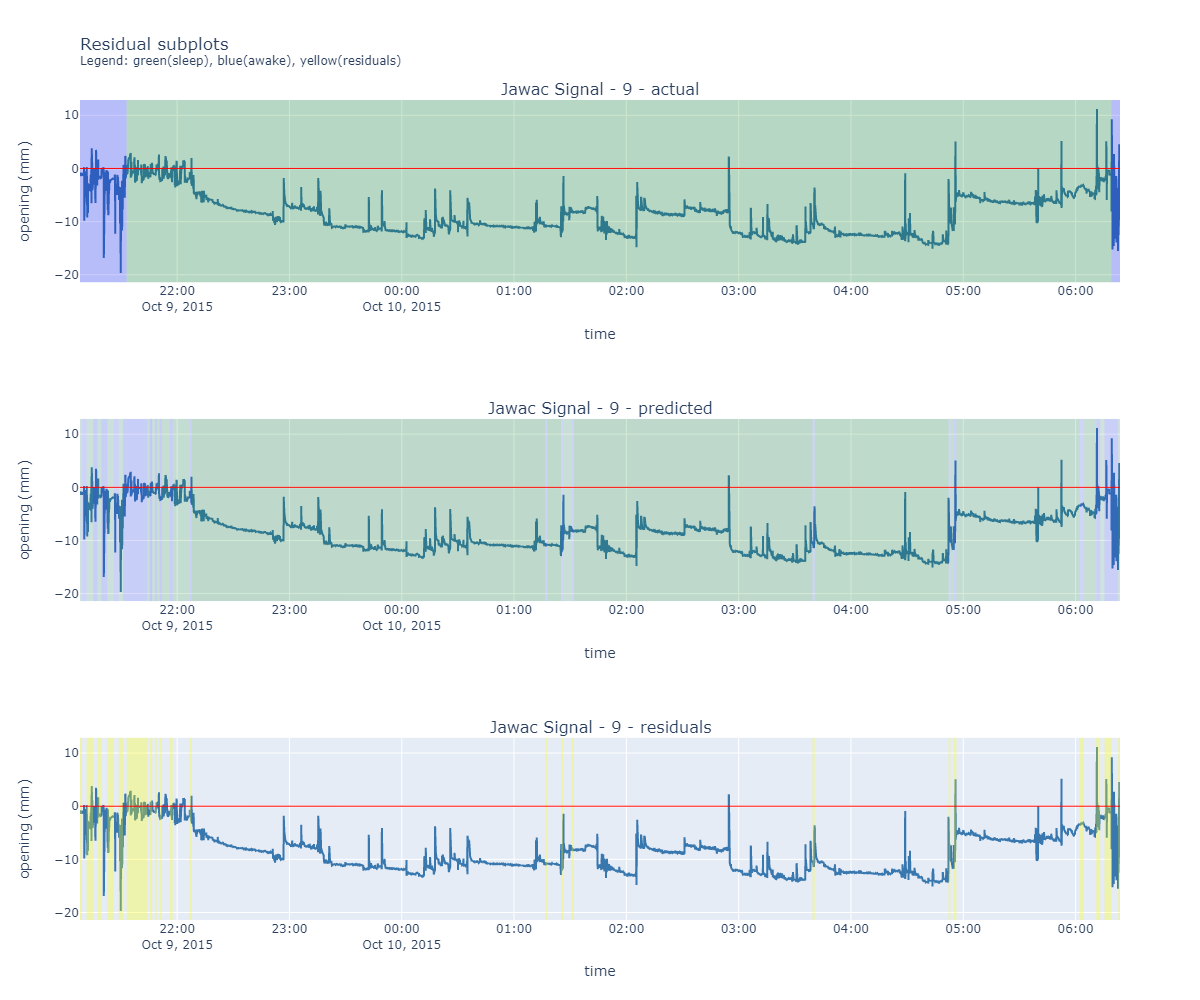 Residual subplots
Legend: green(sleep), blue(awake), yellow(residuals)
Jawac Signal - 9 - actual
10
0
−10
−20
opening (mm)
22:00 23:00 00:00 01:00 02:00 03:00 04:00 05:00 06:00
Oct 9, 2015 Oct 10, 2015
time
Jawac Signal - 9 - predicted
10
0
−10
−20
opening (mm)
22:00 23:00 00:00 01:00 02:00 03:00 04:00 05:00 06:00
Oct 9, 2015 Oct 10, 2015
time
Jawac Signal - 9 - residuals
10
0
−10
−20
opening (mm)
22:00 23:00 00:00 01:00 02:00 03:00 04:00 05:00 06:00
Oct 9, 2015 Oct 10, 2015
time